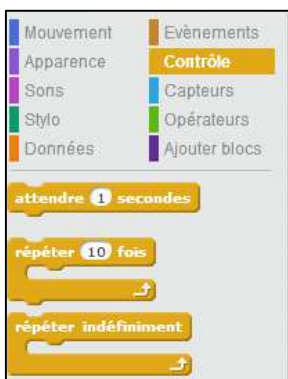 Mouvement Evènements
Apparence Contrôle
Sons Capteurs
Stylo Opérateurs
Données Ajouter blocs
attendre 1 secondes
répéter 10 fois
répéter indéfiniment